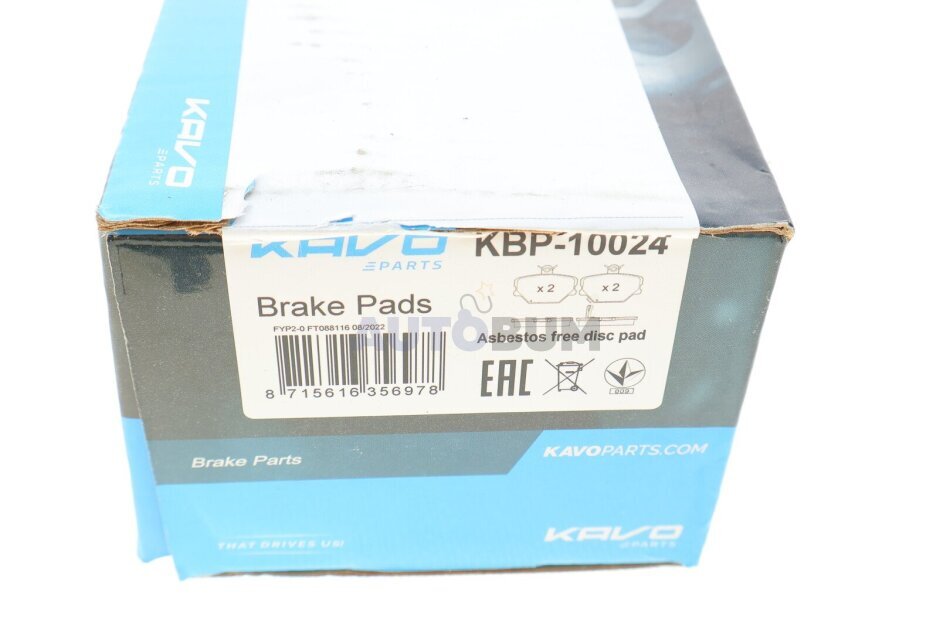 KAVO
PARTS
KAVO
PARTS
KBP-10024
x 2
x 2
Brake Pads
FYP2-0 FT088116 08/2022
AUTOBUM
Asbestos free disc pad
8 715616 356978
EAC
Brake Parts
KAVOPARTS.COM
THAT DRIVES US!
KAVO
PARTS